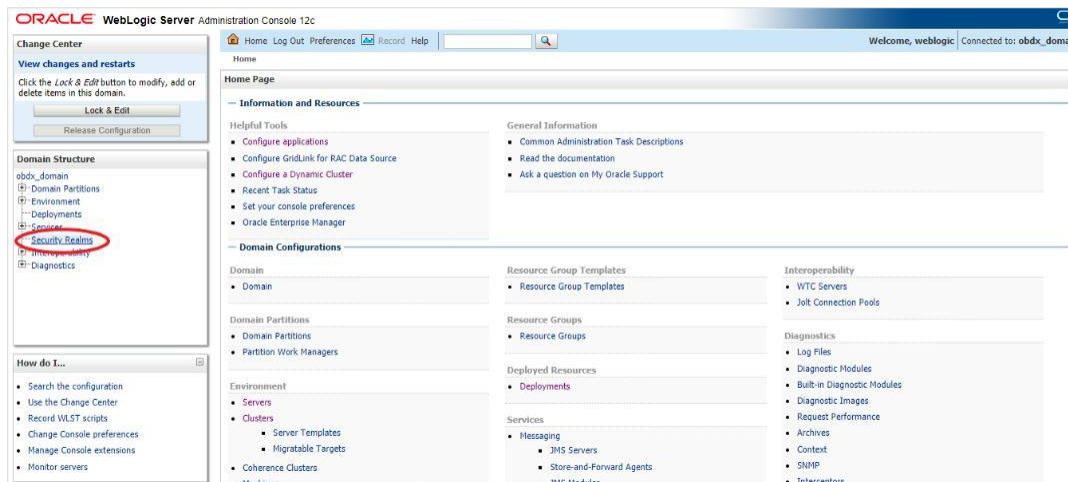 ORACLE WebLogic Server Administration Console 12c
Change Center
View changes and restarts
Click the Lock & Edit button to modify, add or
delete items in this domain.
Lock & Edit
Release Configuration
Domain Structure
obdx_domain
Domain Partitions
Environment
Deployments
Services
Security Realms
Interoperability
Diagnostics
How do I...
Search the configuration
Use the Change Center
Record WLST scripts
Change Console preferences
Manage Console extensions
Monitor servers
Home Log Out Preferences Record Help
Welcome, weblogic Connected to: obdx_doma
Home
Home Page
Information and Resources
Helpful Tools
Configure applications
Configure GridLink for RAC Data Source
Configure a Dynamic Cluster
Recent Task Status
Set your console preferences
Oracle Enterprise Manager
General Information
Common Administration Task Descriptions
Read the documentation
Ask a question on My Oracle Support
Domain Configurations
Domain
Domain
Domain Partitions
Domain Partitions
Partition Work Managers
Environment
Servers
Clusters
Server Templates
Migratable Targets
Coherence Clusters
Resource Group Templates
Resource Group Templates
Resource Groups
Resource Groups
Deployed Resources
Deployments
Services
Messaging
JMS Servers
Store-and-Forward Agents
JMS Modules
Interoperability
WTC Servers
Jolt Connection Pools
Diagnostics
Log Files
Diagnostic Modules
Built-in Diagnostic Modules
Diagnostic Images
Request Performance
Archives
Context
SNMP
Interceptors